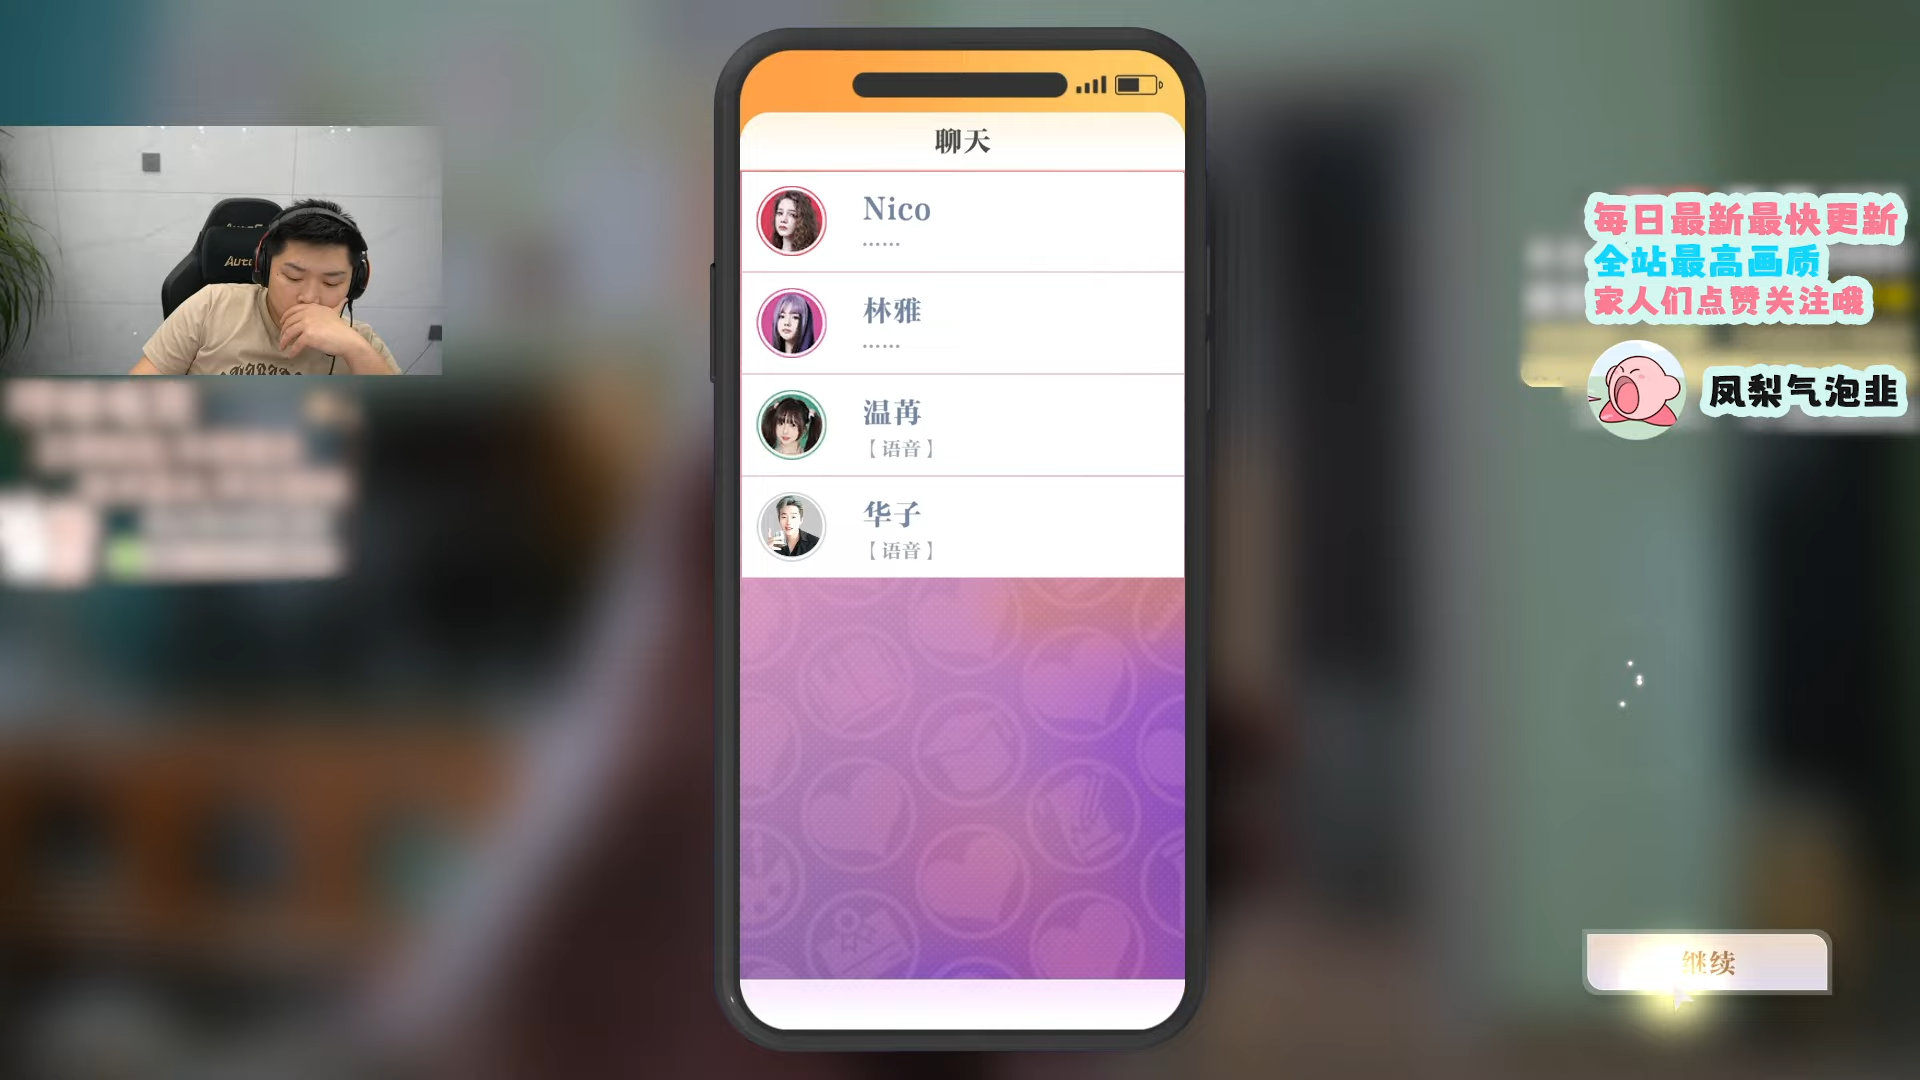 聊天
Nico
......
林雅
......
温苒
【语音】
华子
【语音】
每日最新最快更新
全站最高画质
家人们点赞关注哦
凤梨气泡韭
继续